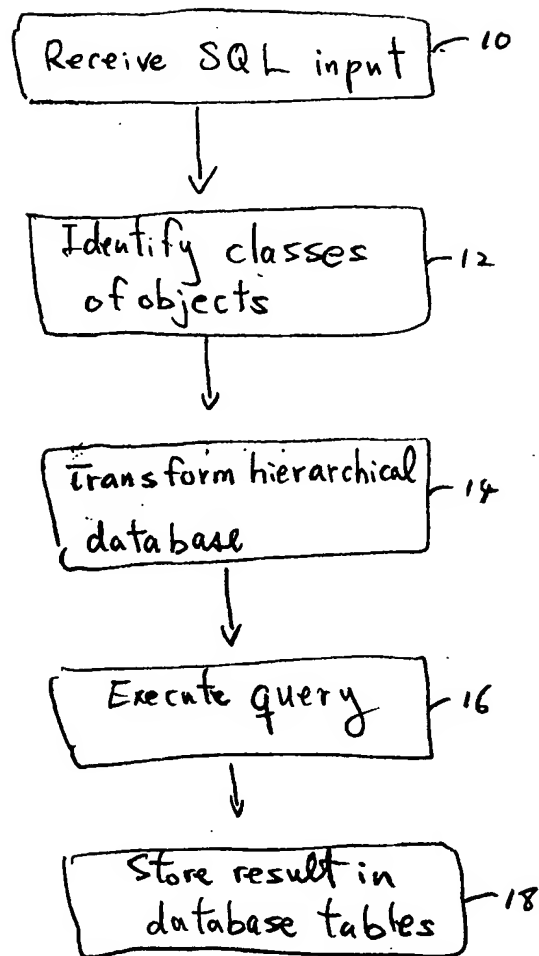 Receive SQL input
10
Identify classes
of objects
12
Transform hierarchical
database
14
Execute query
16
Store result in
database tables
18